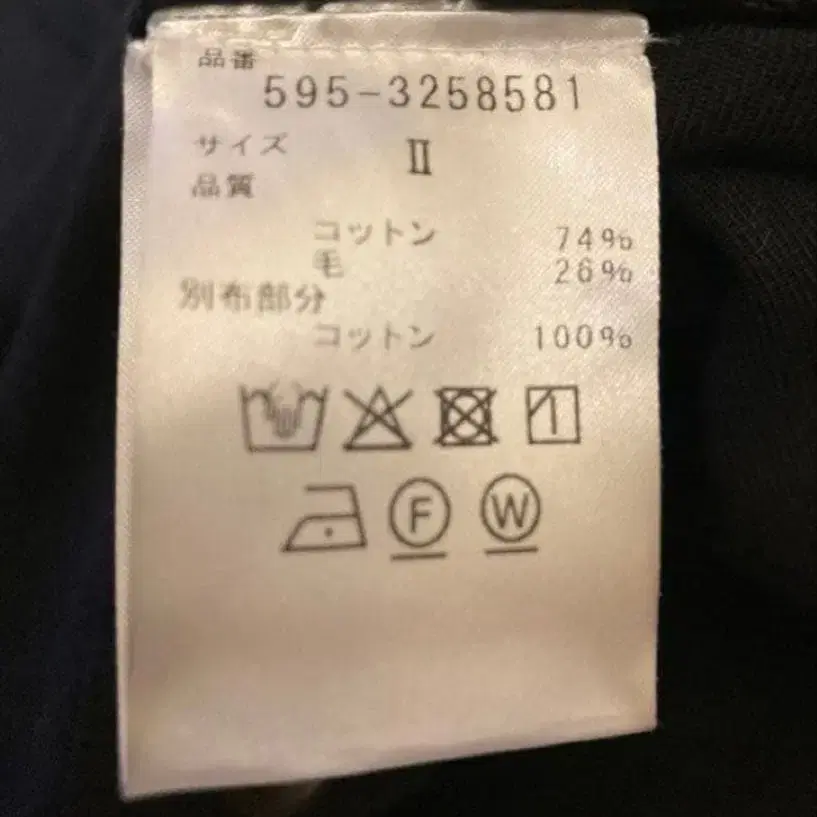 品番
595-3258581
サイズ Ⅱ
品質
コットン 74%
毛 26%
別布部分
コットン 100%
F W